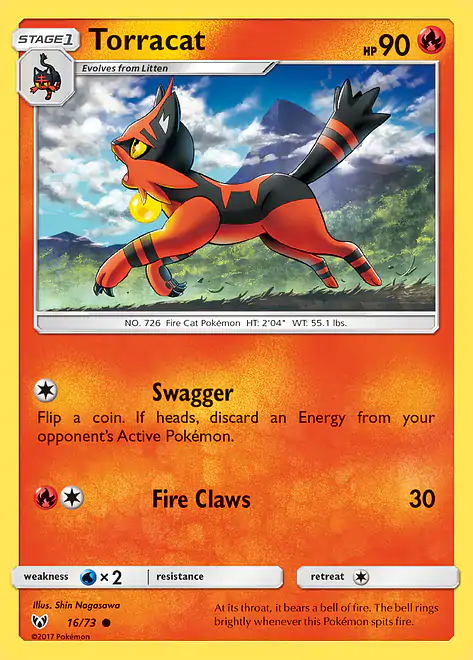 STAGE1
Torracat
HP 90
Evolves from Litten
NO. 726 Fire Cat Pokémon HT: 2'04" WT: 55.1 lbs.
Swagger
Flip a coin. If heads, discard an Energy from your
opponent's Active Pokémon.
Fire Claws 30
weakness × 2 resistance retreat
Illus. Shin Nagasawa
16/73
©2017 Pokémon
At its throat, it bears a bell of fire. The bell rings
brightly whenever this Pokémon spits fire.